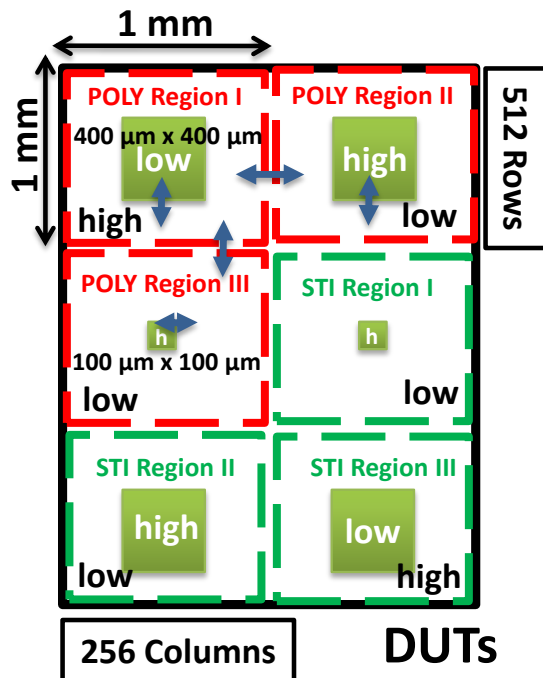 1 mm
1 mm
POLY Region I
400 µm x 400 µm
low
high
POLY Region II
high
low
512 Rows
POLY Region III
h
100 µm x 100 µm
low
STI Region I
h
low
STI Region II
high
low
STI Region III
low
high
256 Columns
DUTs